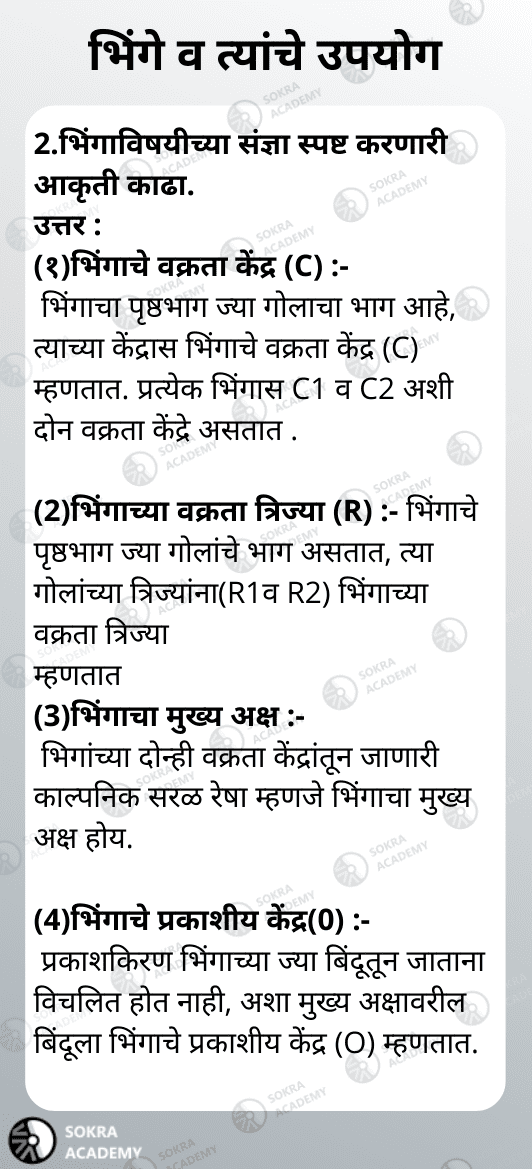 भिंगे व त्यांचे उपयोग
2.भिंगाविषयीच्या संज्ञा स्पष्ट करणारी
आकृती काढा.
उत्तर :
(१)भिंगाचे वक्रता केंद्र (C) :-
भिंगाचा पृष्ठभाग ज्या गोलाचा भाग आहे,
त्याच्या केंद्रास भिंगाचे वक्रता केंद्र (C)
म्हणतात. प्रत्येक भिंगास C1 व C2 अशी
दोन वक्रता केंद्रे असतात .
(2)भिंगाच्या वक्रता त्रिज्या (R) :- भिंगाचे
पृष्ठभाग ज्या गोलांचे भाग असतात, त्या
गोलांच्या त्रिज्यांना(R1व R2) भिंगाच्या
वक्रता त्रिज्या
म्हणतात
(3)भिंगाचा मुख्य अक्ष :-
भिगांच्या दोन्ही वक्रता केंद्रांतून जाणारी
काल्पनिक सरळ रेषा म्हणजे भिंगाचा मुख्य
अक्ष होय.
(4)भिंगाचे प्रकाशीय केंद्र(0) :-
प्रकाशकिरण भिंगाच्या ज्या बिंदूतून जाताना
विचलित होत नाही, अशा मुख्य अक्षावरील
बिंदूला भिंगाचे प्रकाशीय केंद्र (O) म्हणतात.
SOKRA
ACADEMY